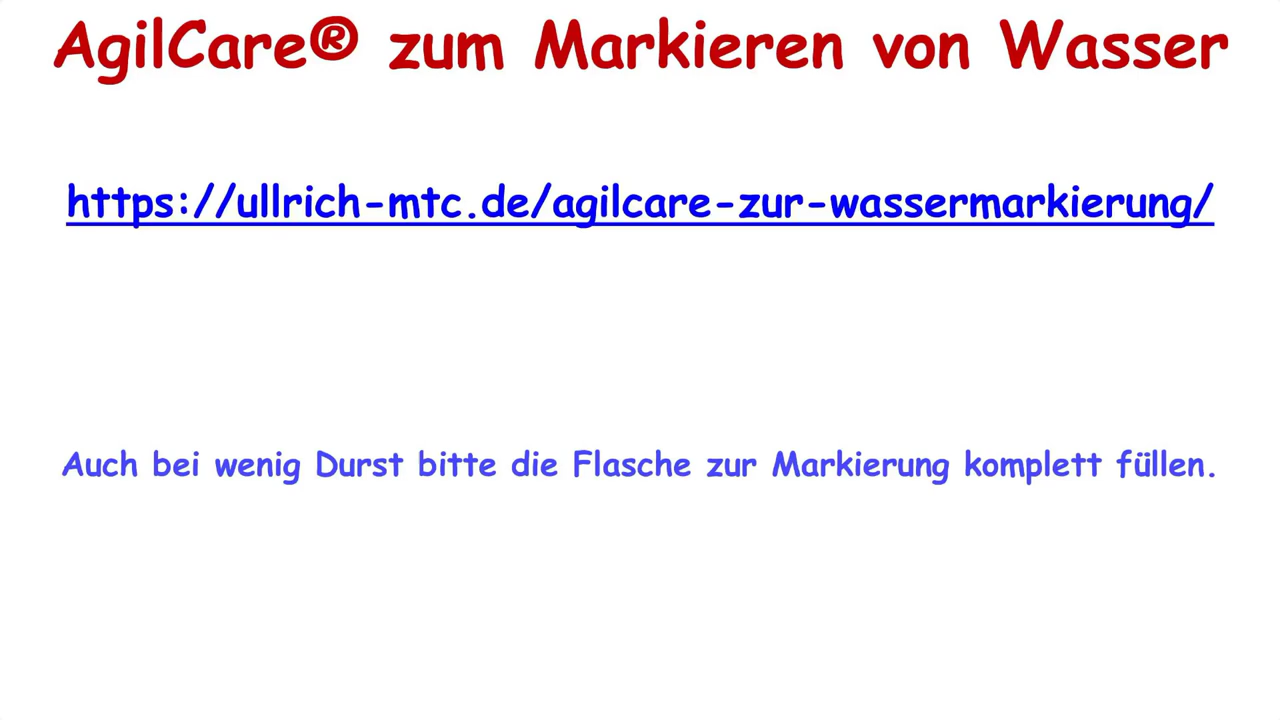 AgilCare® zum Markieren von Wasser
https://ullrich-mtc.de/agilcare-zur-wassermarkierung/
Auch bei wenig Durst bitte die Flasche zur Markierung komplett füllen.